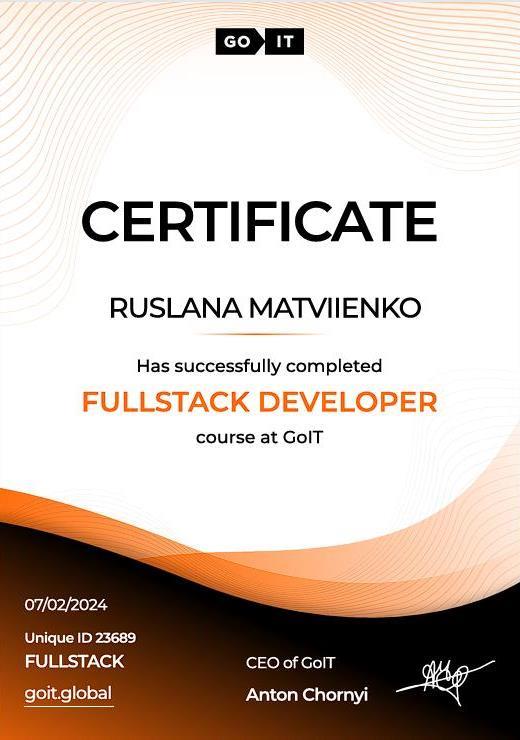 GO IT
CERTIFICATE
RUSLANA MATVIIENKO
Has successfully completed
FULLSTACK DEVELOPER
course at GoIT
07/02/2024
Unique ID 23689
FULLSTACK
goit.global
CEO of GoIT
Anton Chornyi